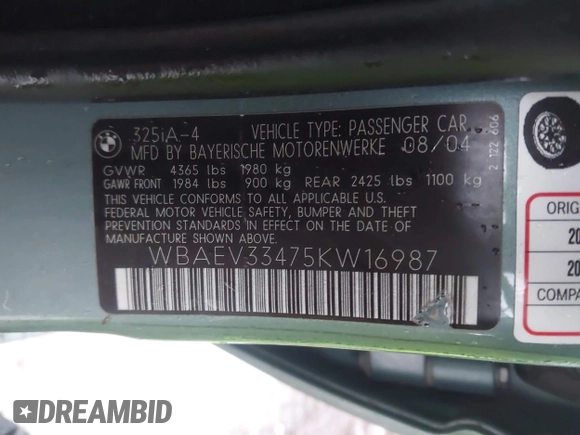 BMW
325iA-4 VEHICLE TYPE: PASSENGER CAR
MFD BY BAYERISCHE MOTORENWERKE 08/04
GVWR 4365 lbs 1980 kg
GAWR FRONT 1984 lbs 900 kg REAR 2425 lbs 1100 kg
THIS VEHICLE CONFORMS TO ALL APPLICABLE U.S.
FEDERAL MOTOR VEHICLE SAFETY, BUMPER AND THEFT
PREVENTION STANDARDS IN EFFECT ON THE DATE OF
MANUFACTURE SHOWN ABOVE.
WBAEV33475KW16987
2 122 606
ORIG
20
20
COMPA
#DREAMBID